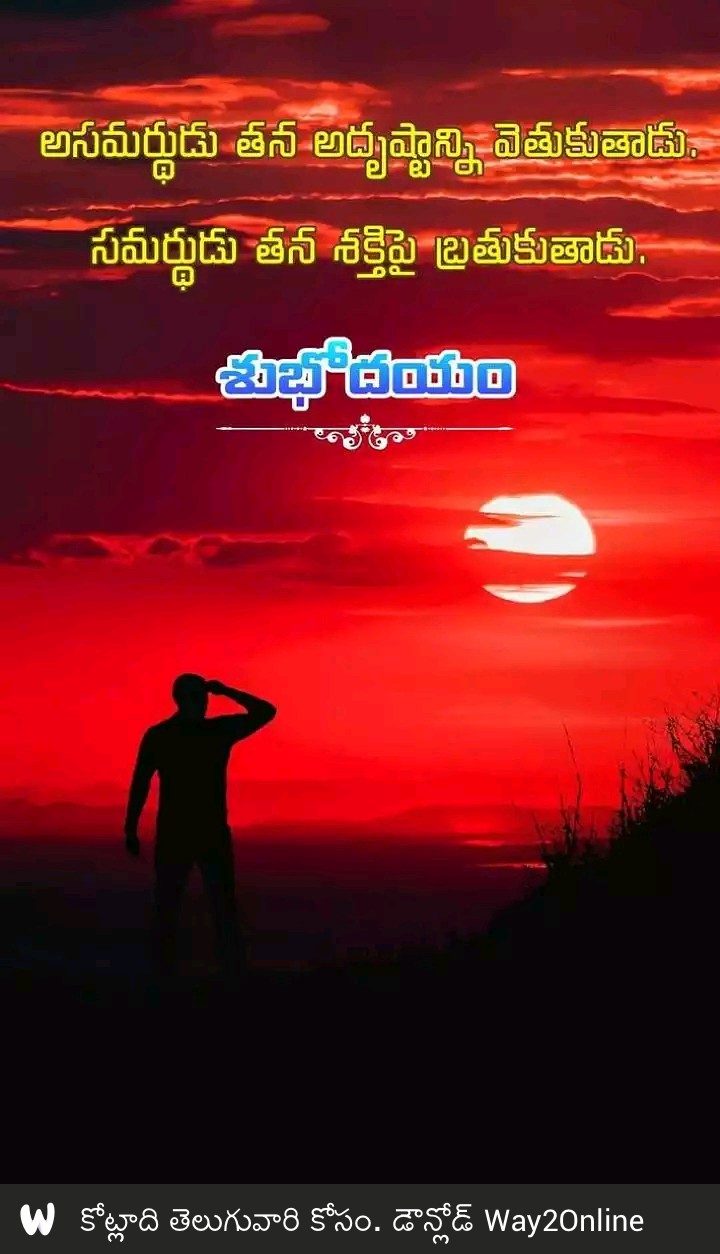 అసమర్థుడు తన అదృష్టాన్ని వెతుకుతాడు.
సమర్థుడు తన శక్తిపై బ్రతుకుతాడు.
శుభోదయం
W కోట్లాది తెలుగువారి కోసం. డౌన్లోడ్ Way2Online